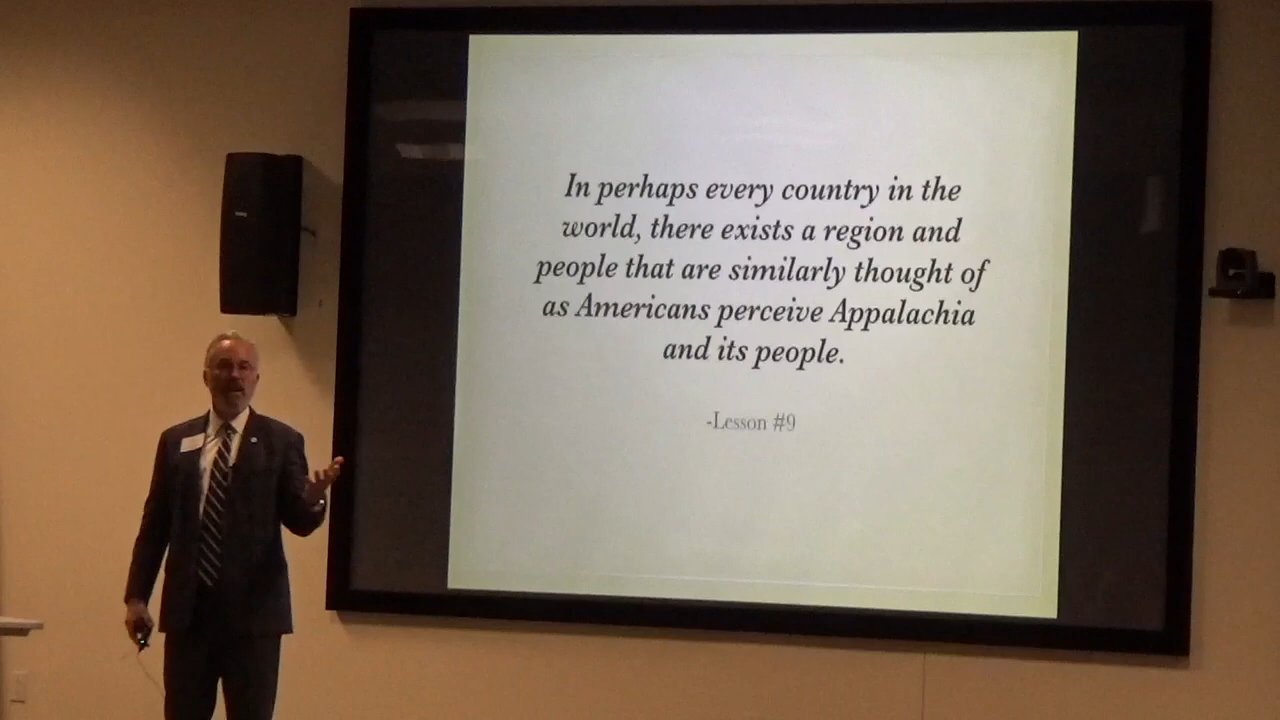 In perhaps every country in the
world, there exists a region and
people that are similarly thought of
as Americans perceive Appalachia
and its people.
-Lesson #9